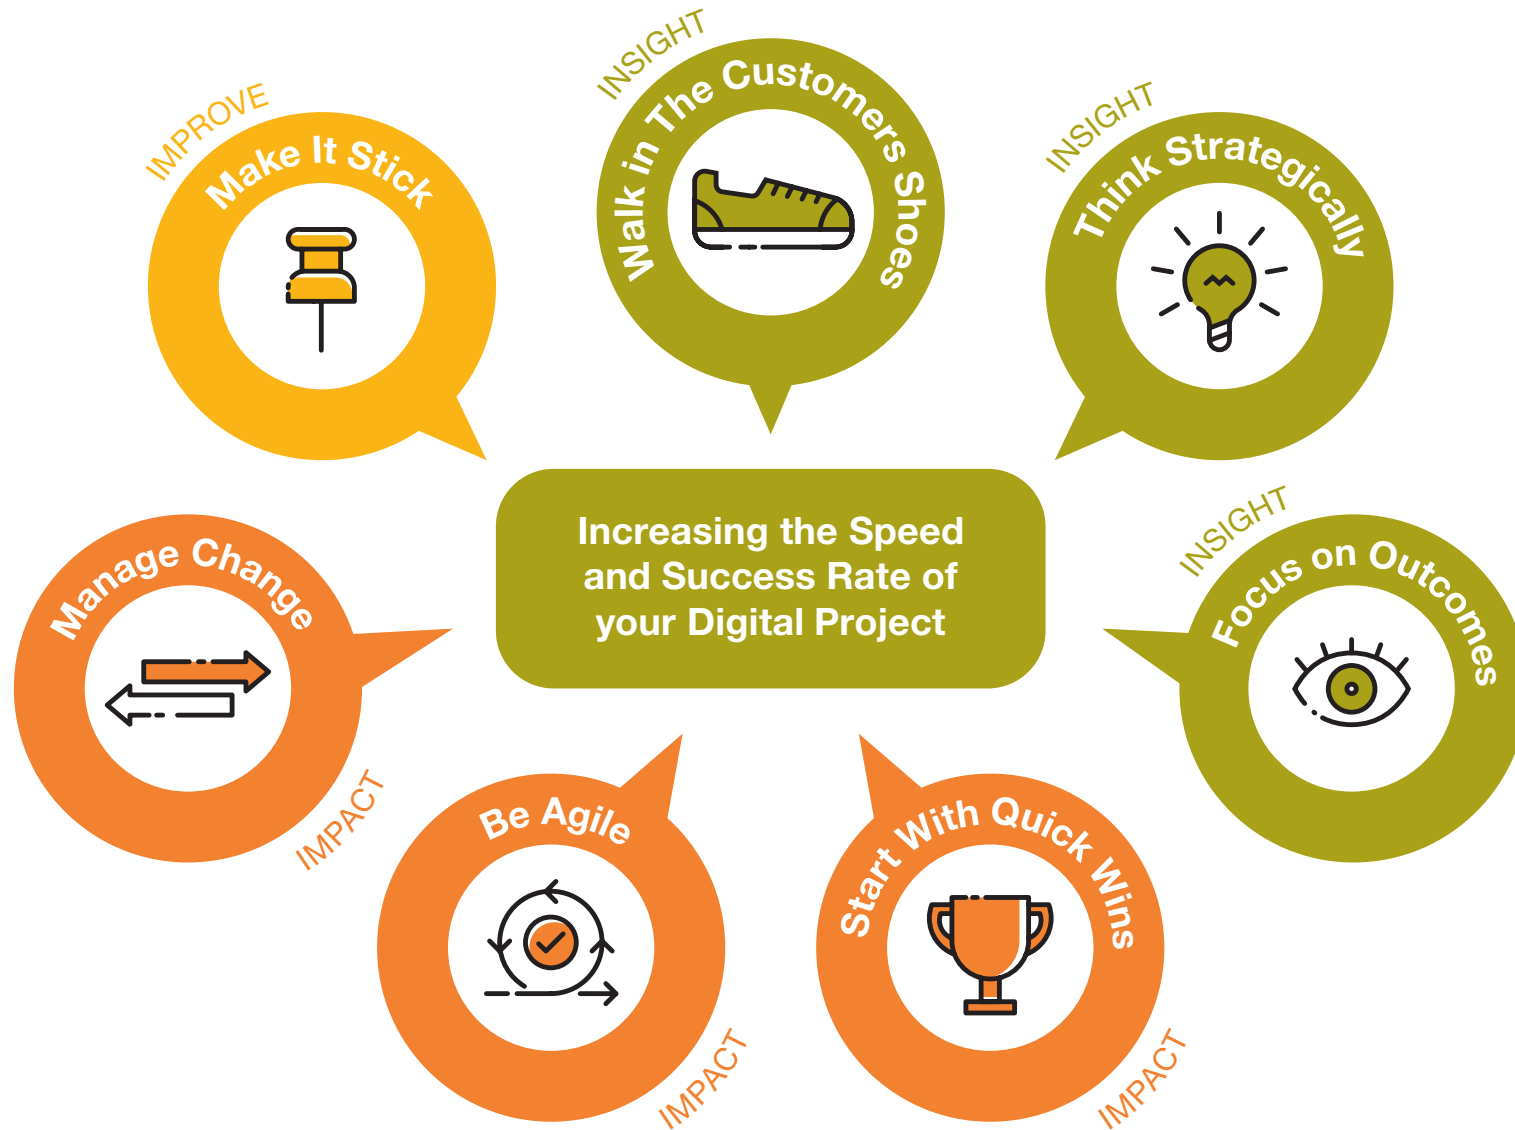 INSIGHT
Walk in The Customers Shoes
INSIGHT
Think Strategically
INSIGHT
Focus on Outcomes
IMPACT
Start With Quick Wins
IMPACT
Be Agile
IMPACT
Manage Change
IMPROVE
Make It Stick
Increasing the Speed
and Success Rate of
your Digital Project